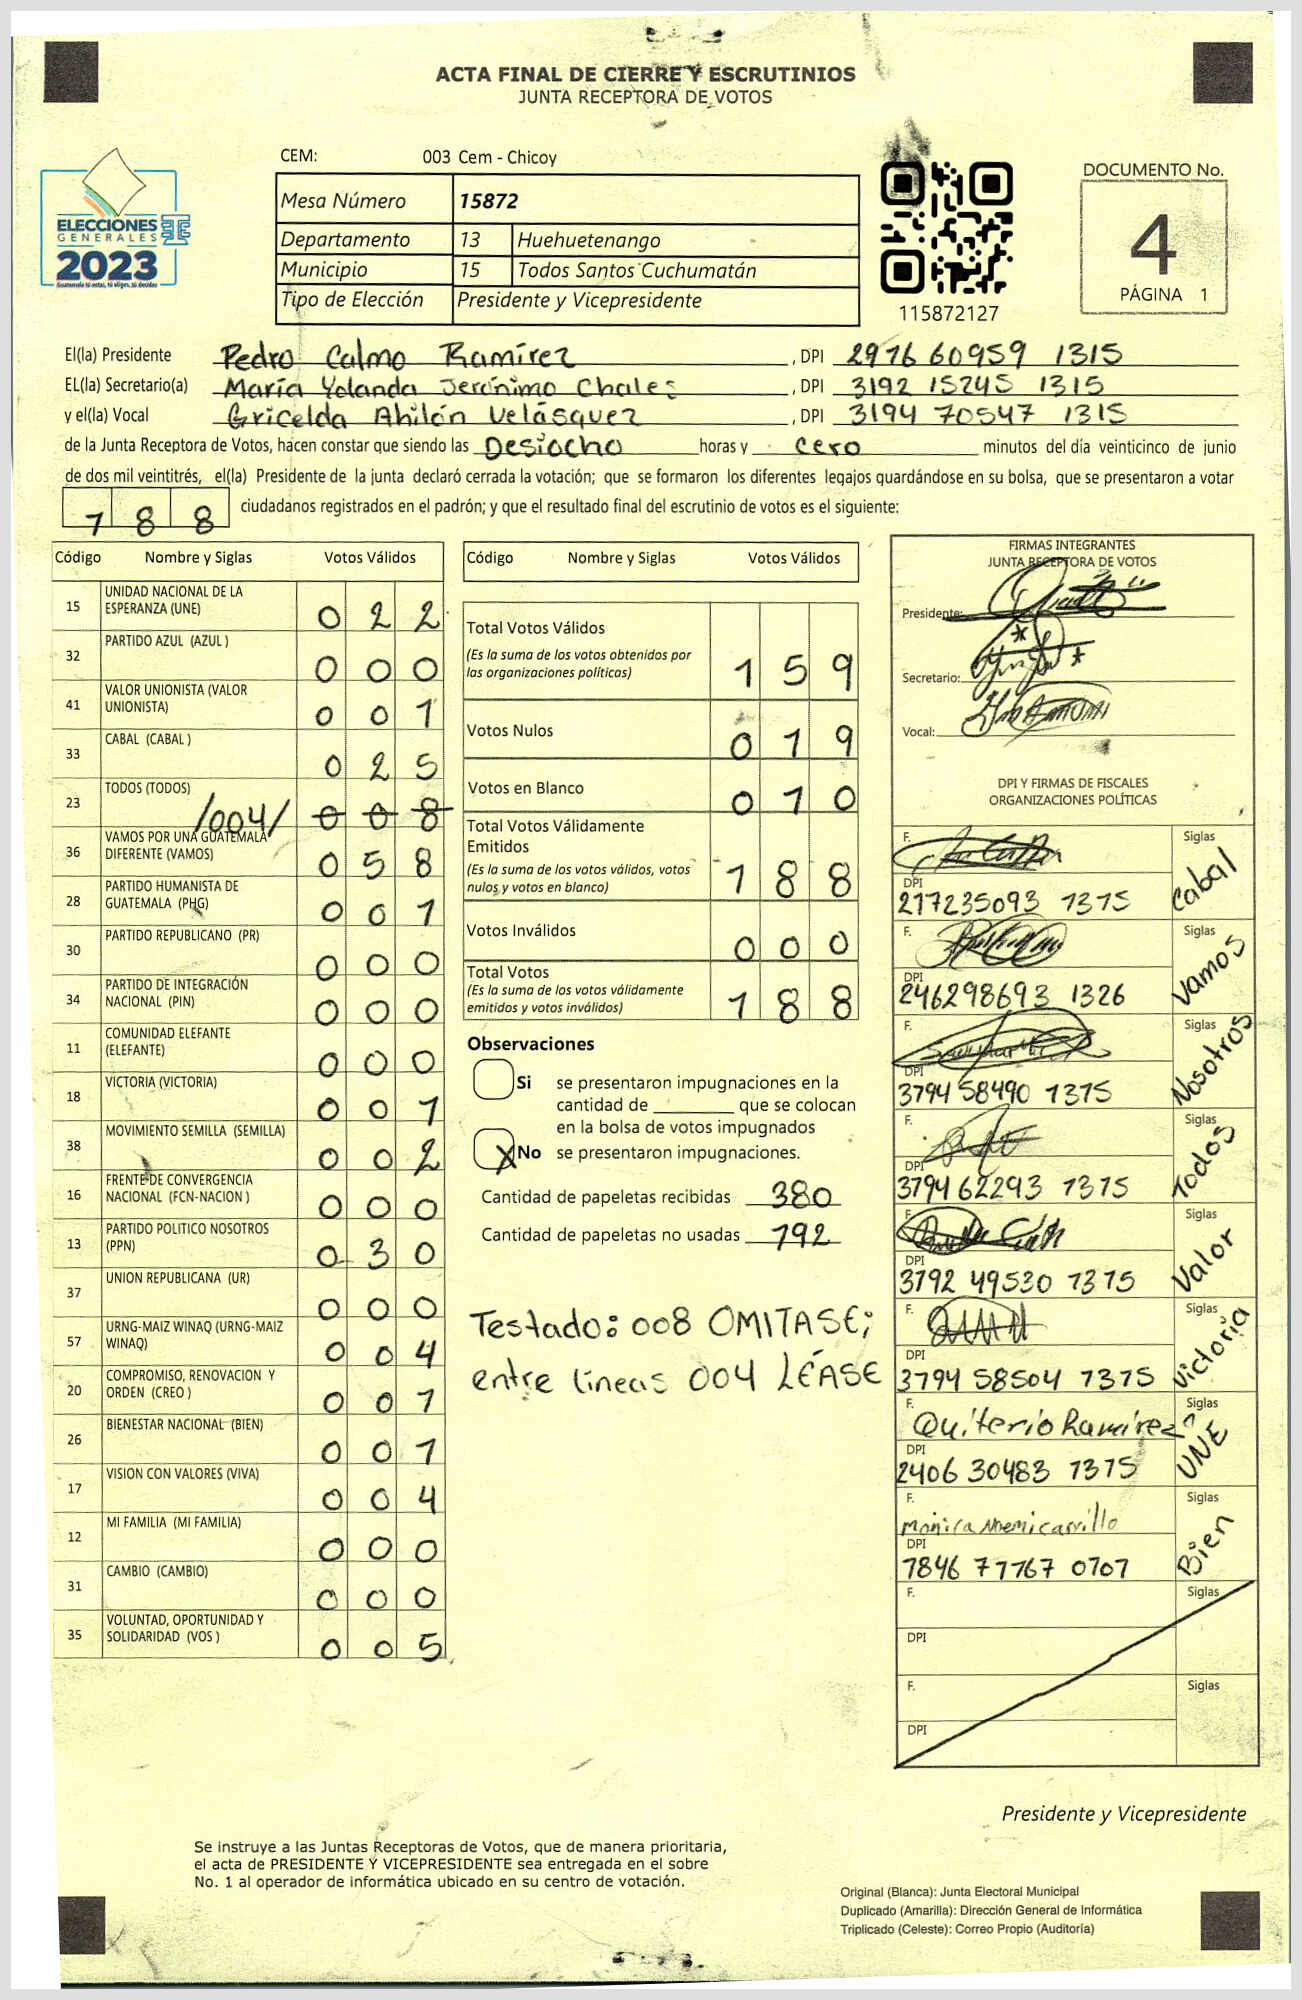 ACTA FINAL DE CIERRE Y ESCRUTINIOS
JUNTA RECEPTORA DE VOTOS
CEM: 003 Cem - Chicoy
ELECCIONES
GENERALES
2023
Guatemala tú estás, tú eliges, tú decides
Mesa Número 15872
Departamento 13 Huehuetenango
Municipio 15 Todos Santos Cuchumatán
Tipo de Elección Presidente y Vicepresidente
115872127
DOCUMENTO No.
4
PÁGINA 1
El(la) Presidente Pedro Calmo Ramírez, DPI 2976 60959 1315
EL(la) Secretario(a) María Yolanda Jerónimo Chales, DPI 3192 15245 1315
y el(la) Vocal Gricelda Ahilón Velásquez, DPI 3194 70547 1315
de la Junta Receptora de Votos, hacen constar que siendo las Desiocho horas y cero minutos del día veinticinco de junio
de dos mil veintitrés, el(la) Presidente de la junta declaró cerrada la votación; que se formaron los diferentes legajos guardándose en su bolsa, que se presentaron a votar
188 ciudadanos registrados en el padrón; y que el resultado final del escrutinio de votos es el siguiente:
Código Nombre y Siglas Votos Válidos
15 UNIDAD NACIONAL DE LA ESPERANZA (UNE) 0 2 2
32 PARTIDO AZUL (AZUL ) 0 0 0
41 VALOR UNIONISTA (VALOR UNIONISTA) 0 0 1
33 CABAL (CABAL ) 0 2 5
23 TODOS (TODOS) /004/ 0 0 8
36 VAMOS POR UNA GUATEMALA DIFERENTE (VAMOS) 0 5 8
28 PARTIDO HUMANISTA DE GUATEMALA (PHG) 0 0 1
30 PARTIDO REPUBLICANO (PR) 0 0 0
34 PARTIDO DE INTEGRACIÓN NACIONAL (PIN) 0 0 0
11 COMUNIDAD ELEFANTE (ELEFANTE) 0 0 0
18 VICTORIA (VICTORIA) 0 0 1
38 MOVIMIENTO SEMILLA (SEMILLA) 0 0 2
16 FRENTE DE CONVERGENCIA NACIONAL (FCN-NACION ) 0 0 0
13 PARTIDO POLITICO NOSOTROS (PPN) 0 3 0
37 UNION REPUBLICANA (UR) 0 0 0
57 URNG-MAIZ WINAQ (URNG-MAIZ WINAQ) 0 0 4
20 COMPROMISO, RENOVACION Y ORDEN (CREO ) 0 0 1
26 BIENESTAR NACIONAL (BIEN) 0 0 1
17 VISION CON VALORES (VIVA) 0 0 4
12 MI FAMILIA (MI FAMILIA) 0 0 0
31 CAMBIO (CAMBIO) 0 0 0
35 VOLUNTAD, OPORTUNIDAD Y SOLIDARIDAD (VOS ) 0 0 5
Código Nombre y Siglas Votos Válidos
Total Votos Válidos 1 5 9
(Es la suma de los votos obtenidos por
las organizaciones políticas)
Votos Nulos 0 1 9
Votos en Blanco 0 1 0
Total Votos Válidamente
Emitidos 1 8 8
(Es la suma de los votos válidos, votos
nulos y votos en blanco)
Votos Inválidos 0 0 0
Total Votos 1 8 8
(Es la suma de los votos válidamente
emitidos y votos inválidos)
Observaciones
Si se presentaron impugnaciones en la
cantidad de ________ que se colocan
en la bolsa de votos impugnados
X No se presentaron impugnaciones.
Cantidad de papeletas recibidas 380
Cantidad de papeletas no usadas 192
Testado: 008 OMITASE;
entre lineas 004 LÉASE
FIRMAS INTEGRANTES
JUNTA RECEPTORA DE VOTOS
Presidente:
Secretario:
Vocal:
DPI Y FIRMAS DE FISCALES
ORGANIZACIONES POLÍTICAS
F. Siglas Cabal
DPI 217235093 1315
F. Siglas Vamos
DPI 246298693 1326
F. Siglas Nosotros
DPI 3194 58490 1315
F. Siglas Todos
DPI 3194 62293 1315
F. Siglas Valor
DPI 3192 49530 1315
F. Siglas Victoria
DPI 3194 58504 1315
F. Quiterio Ramírez Siglas UNE
DPI 2406 30483 1315
F. Monica Noemi carrillo Siglas Bien
DPI
F. Siglas
DPI
F. Siglas
DPI
Presidente y Vicepresidente
Se instruye a las Juntas Receptoras de Votos, que de manera prioritaria,
el acta de PRESIDENTE Y VICEPRESIDENTE sea entregada en el sobre
No. 1 al operador de informática ubicado en su centro de votación.
Original (Blanca): Junta Electoral Municipal
Duplicado (Amarilla): Dirección General de Informática
Triplicado (Celeste): Correo Propio (Auditoría)